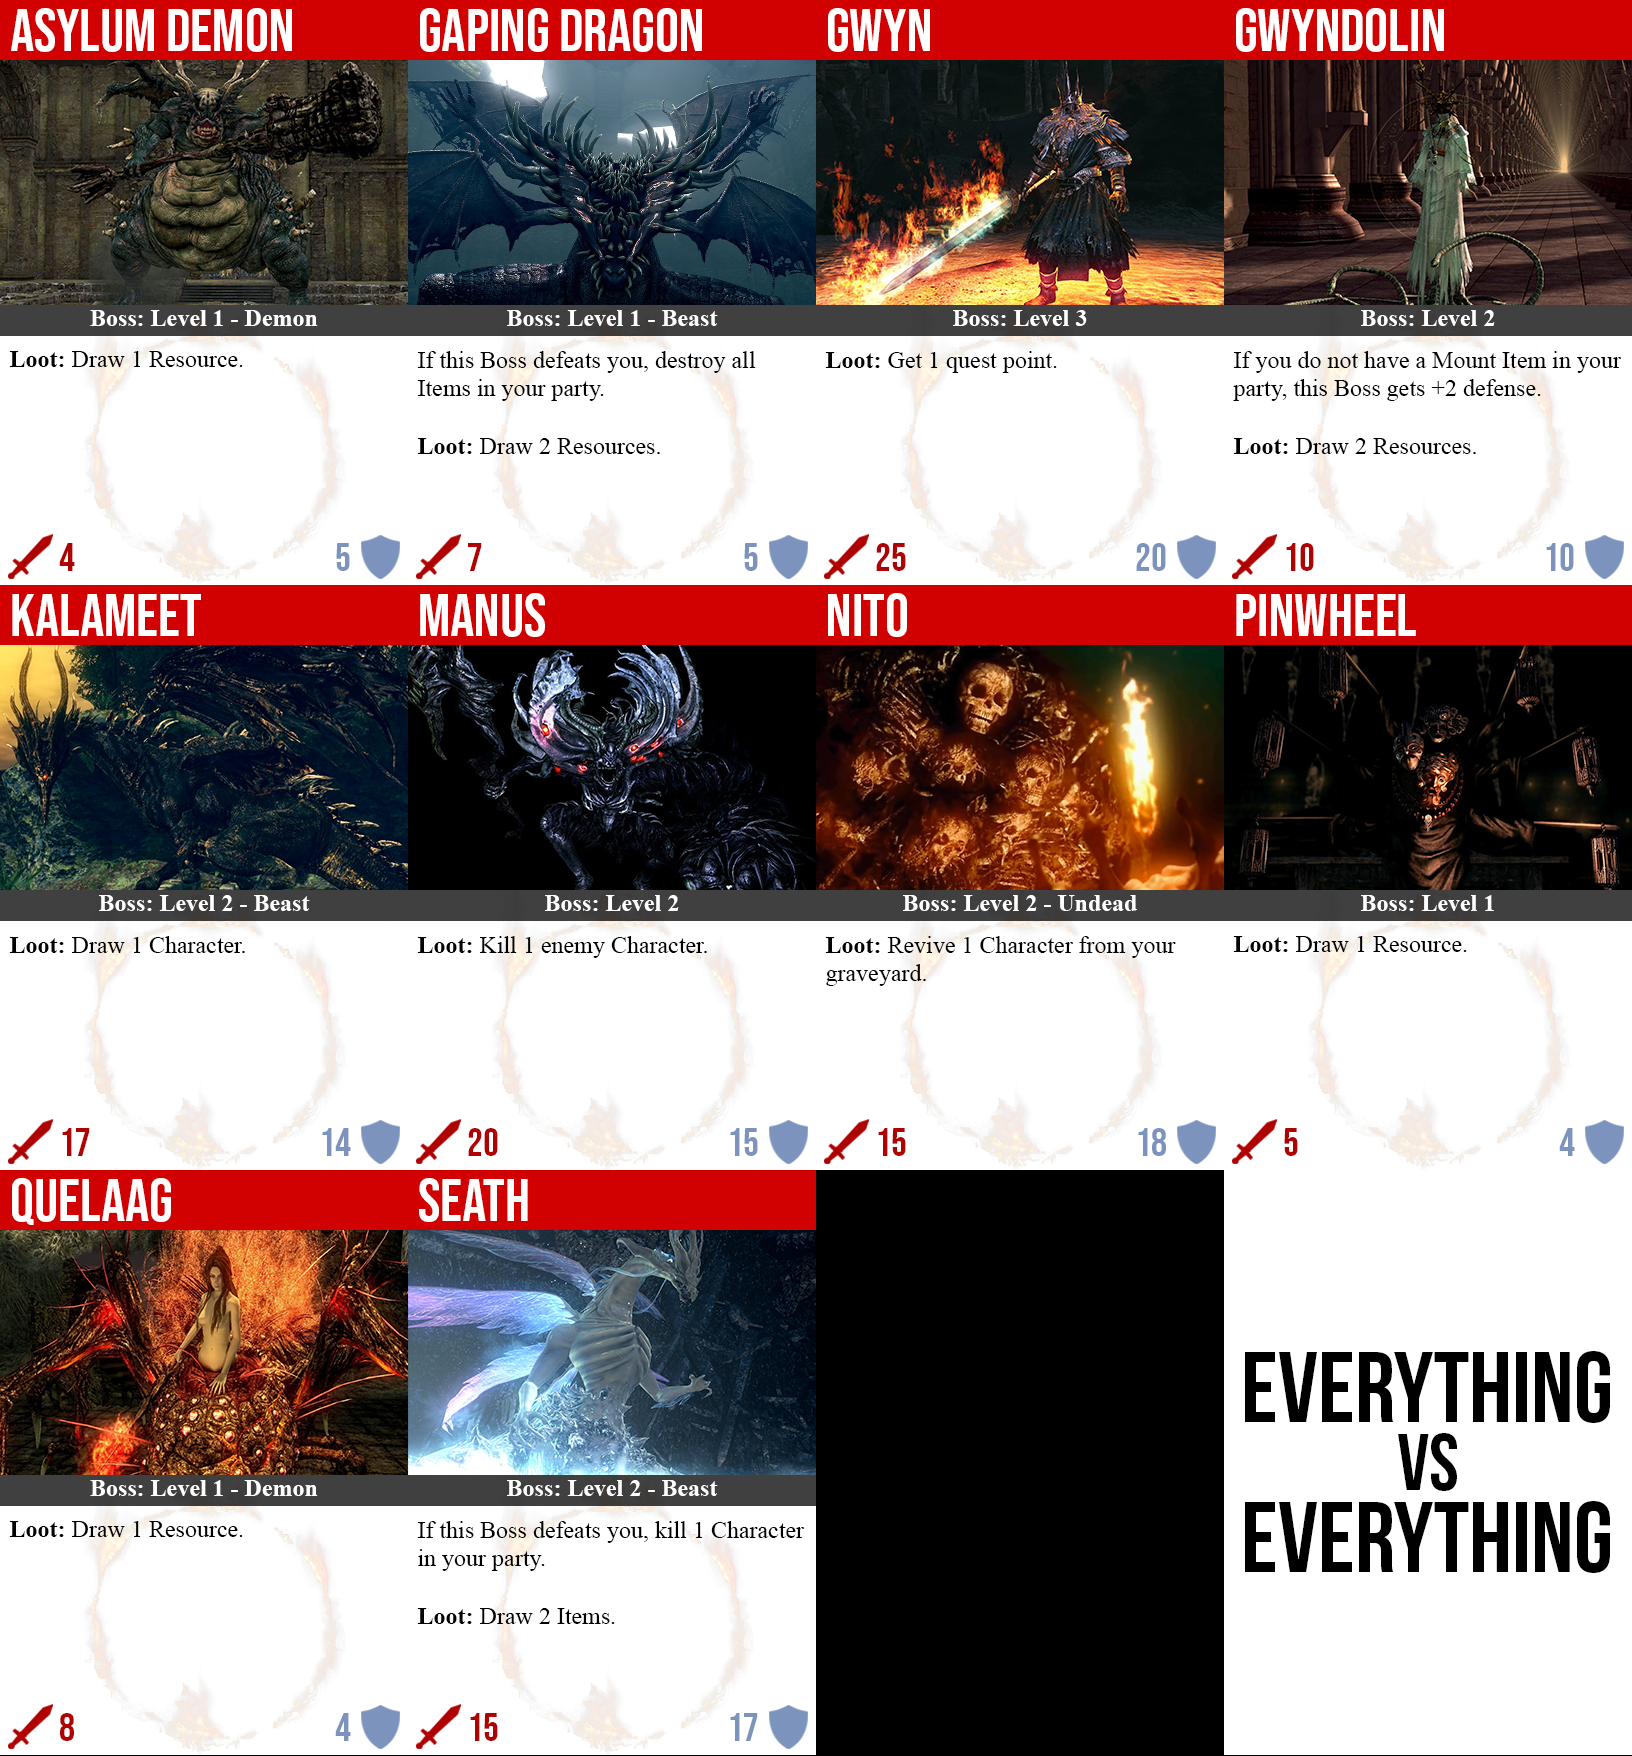 ASYLUM DEMON
Boss: Level 1 - Demon
Loot: Draw 1 Resource.
4
5
GAPING DRAGON
Boss: Level 1 - Beast
If this Boss defeats you, destroy all
Items in your party.
Loot: Draw 2 Resources.
7
5
GWYN
Boss: Level 3
Loot: Get 1 quest point.
25
20
GWYNDOLIN
Boss: Level 2
If you do not have a Mount Item in your
party, this Boss gets +2 defense.
Loot: Draw 2 Resources.
10
10
KALAMEET
Boss: Level 2 - Beast
Loot: Draw 1 Character.
17
14
MANUS
Boss: Level 2
Loot: Kill 1 enemy Character.
20
15
NITO
Boss: Level 2 - Undead
Loot: Revive 1 Character from your
graveyard.
15
18
PINWHEEL
Boss: Level 1
Loot: Draw 1 Resource.
5
4
QUELAAG
Boss: Level 1 - Demon
Loot: Draw 1 Resource.
8
4
SEATH
Boss: Level 2 - Beast
If this Boss defeats you, kill 1 Character
in your party.
Loot: Draw 2 Items.
15
17
EVERYTHING
VS
EVERYTHING